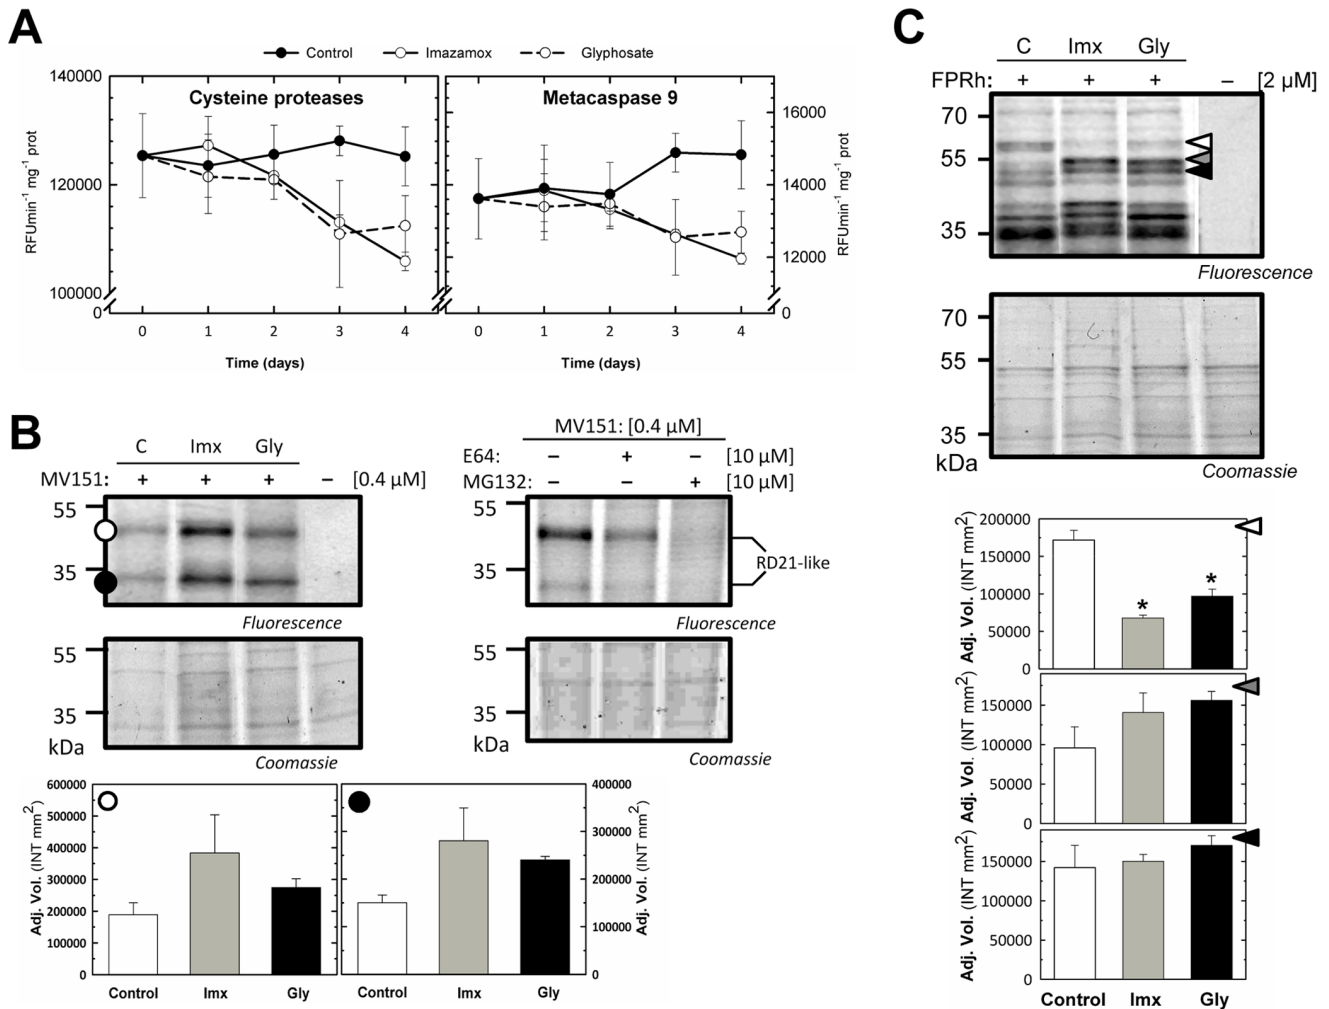 A
Control Imazamox Glyphosate
Cysteine proteases
Metacaspase 9
140000
120000
100000
0
RFUmin⁻¹ mg⁻¹ prot
16000
14000
12000
0
RFUmin⁻¹ mg⁻¹ prot
0 1 2 3 4
0 1 2 3 4
Time (days)
Time (days)
B
C Imx Gly
MV151: + + + – [0.4 µM]
55
35
Fluorescence
55
35
kDa
Coomassie
MV151: [0.4 µM]
E64: – + – [10 µM]
MG132: – – + [10 µM]
55
35
RD21-like
Fluorescence
55
35
kDa
Coomassie
600000
500000
400000
300000
200000
100000
0
Adj. Vol. (INT mm²)
400000
300000
200000
100000
0
Adj. Vol. (INT mm²)
Control Imx Gly
Control Imx Gly
C
C Imx Gly
FPRh: + + + – [2 µM]
70
55
35
Fluorescence
70
55
35
kDa
Coomassie
200000
150000
100000
50000
0
Adj. Vol. (INT mm²)
* *
150000
100000
50000
0
Adj. Vol. (INT mm²)
150000
100000
50000
0
Adj. Vol. (INT mm²)
Control Imx Gly